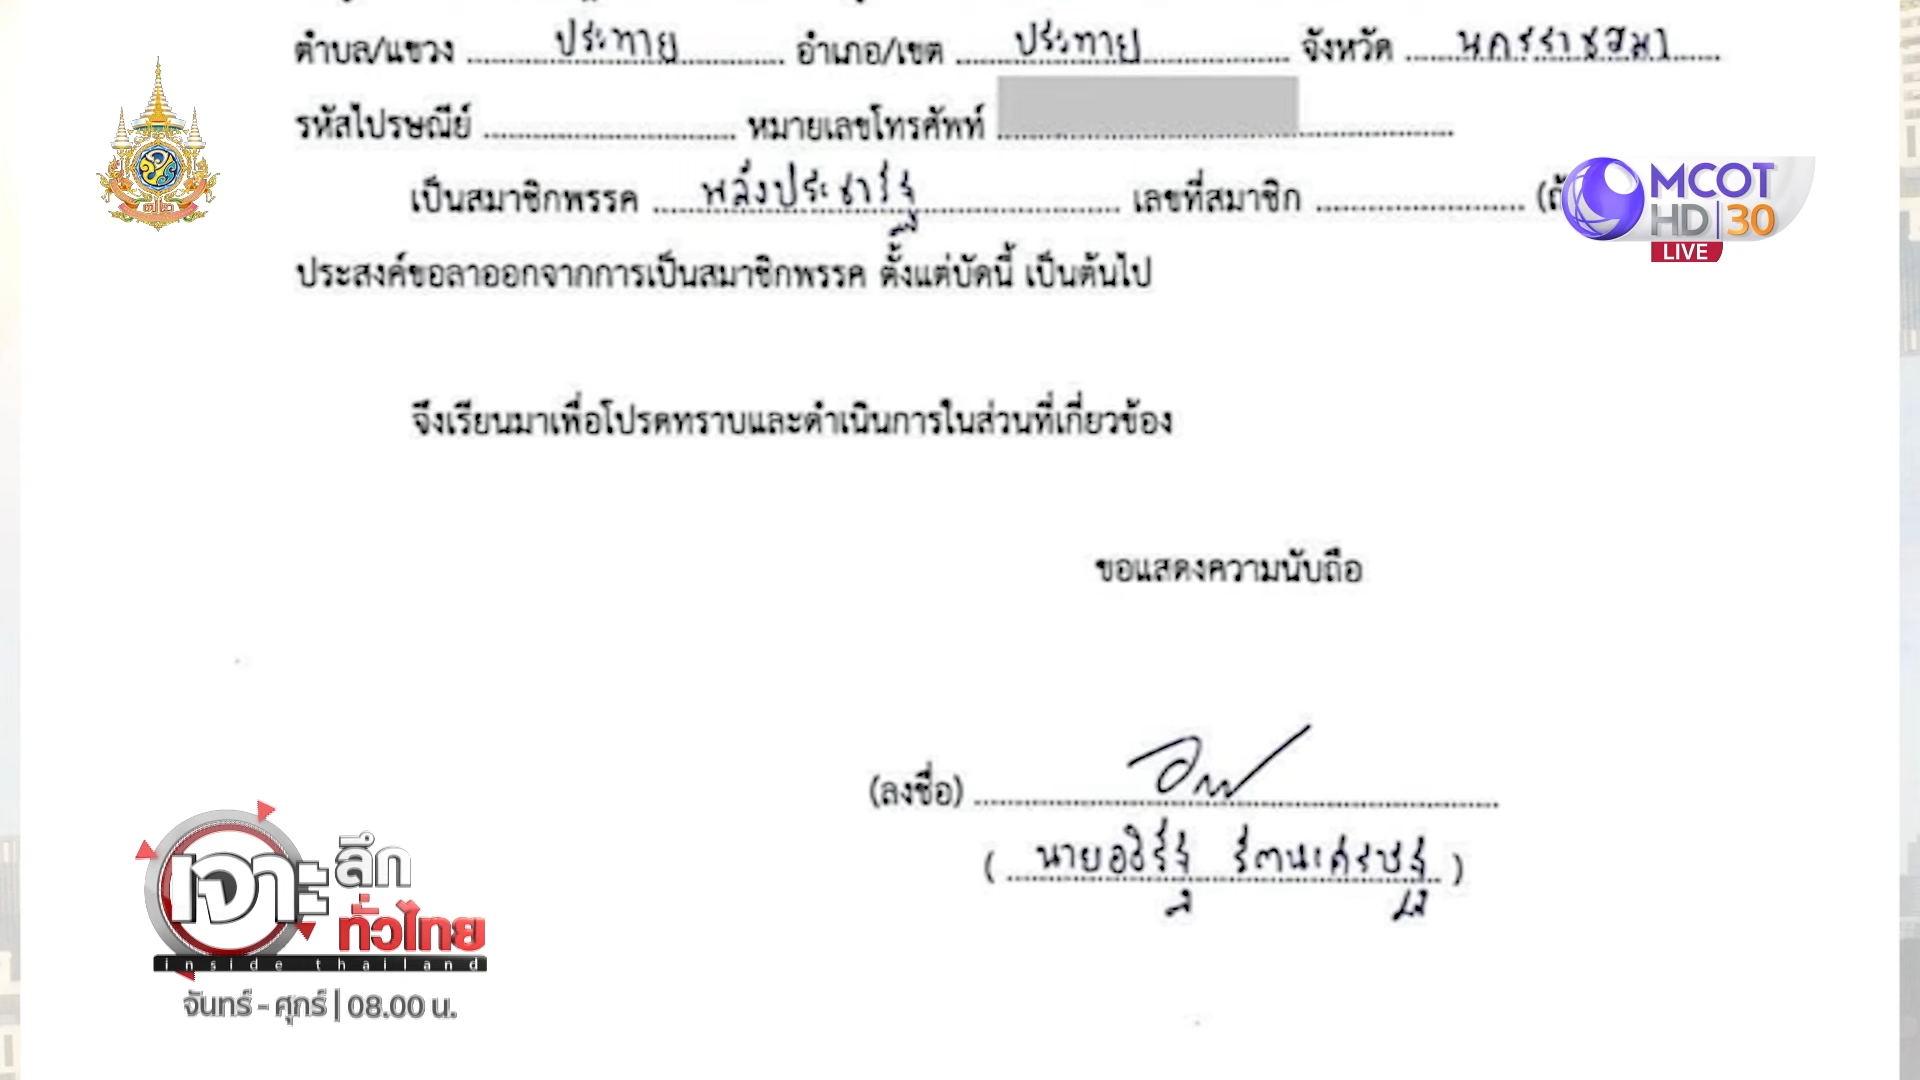 ตำบล/แขวง ประทาย อำเภอ/เขต ประทาย จังหวัด นครราชสีมา
รหัสไปรษณีย์ หมายเลขโทรศัพท์
เป็นสมาชิกพรรค พลังประชารัฐ เลขที่สมาชิก
ประสงค์ขอลาออกจากการเป็นสมาชิกพรรค ตั้งแต่บัดนี้ เป็นต้นไป
MCOT
HD 30
LIVE
จึงเรียนมาเพื่อโปรดทราบและดำเนินการในส่วนที่เกี่ยวข้อง
ขอแสดงความนับถือ
(ลงชื่อ)
( นายอธิรัฐ รัตนเศรษฐ )
เจาะลึก
ทั่วไทย
inside thailand
จันทร์ - ศุกร์ | 08.00 น.